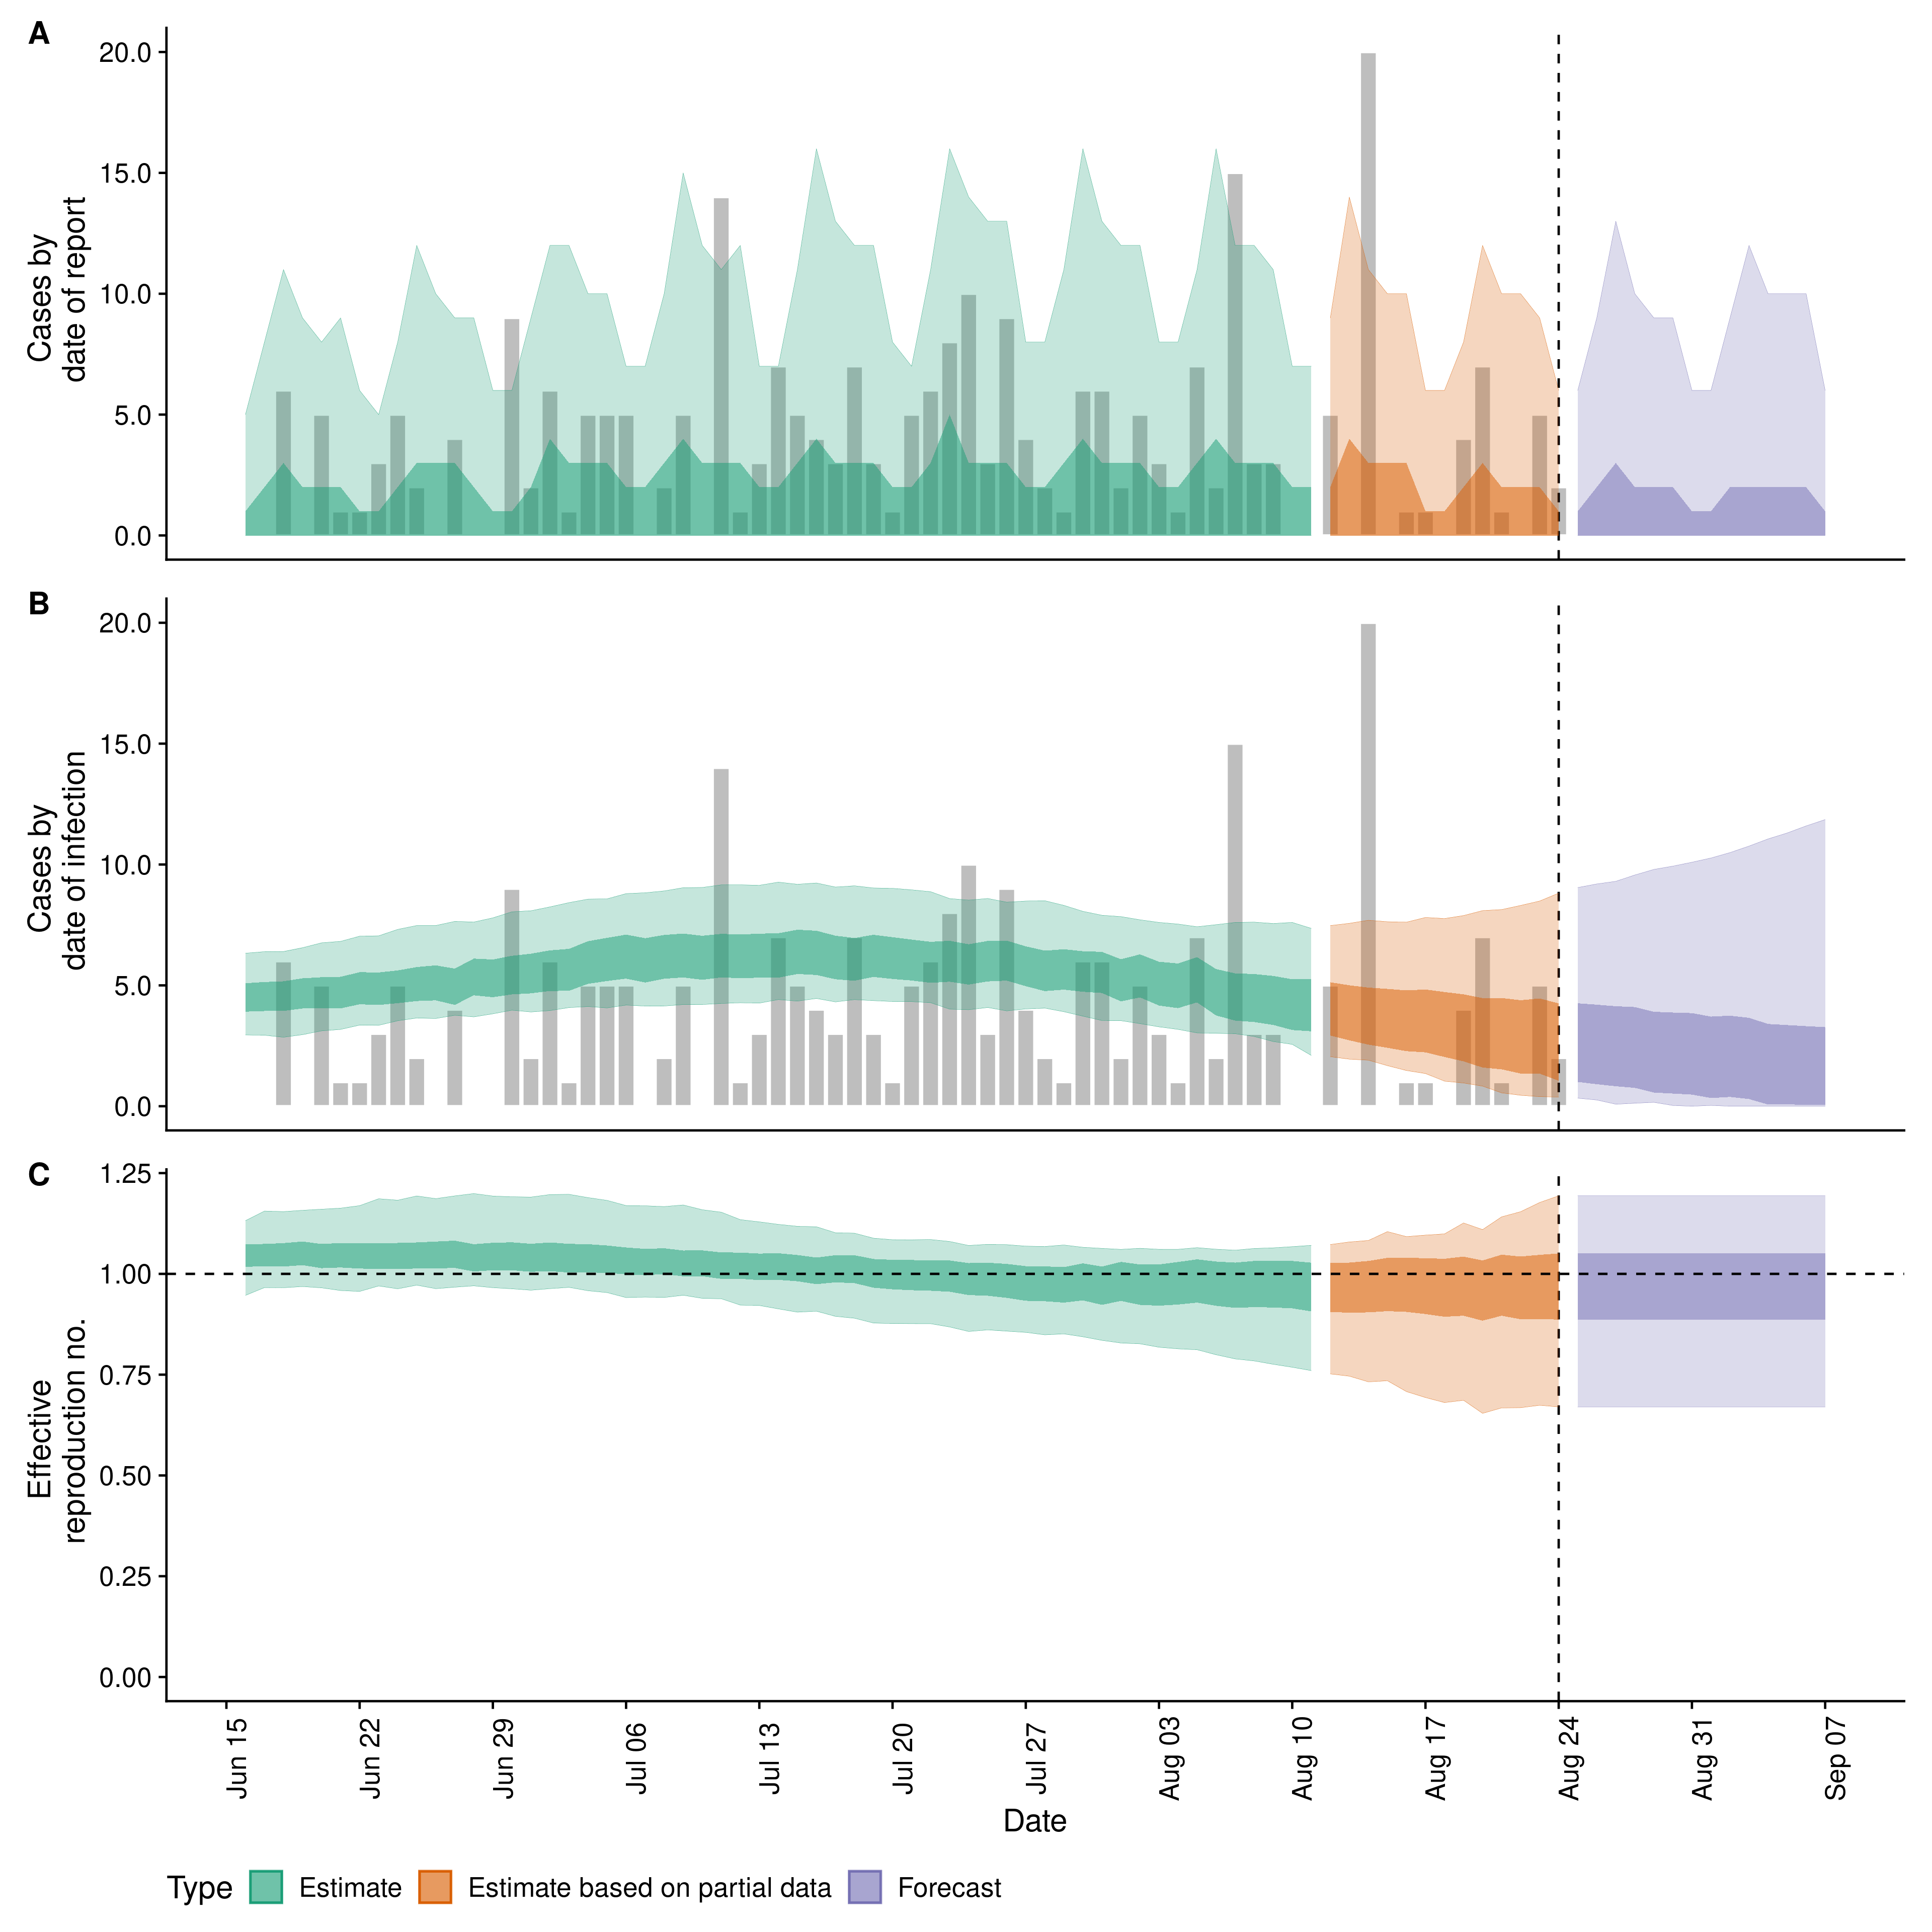 A
20.0
15.0
10.0
5.0
0.0
Cases by
date of report
B
20.0
15.0
10.0
5.0
0.0
Cases by
date of infection
C
1.25
1.00
0.75
0.50
0.25
0.00
Effective
reproduction no.
Jun 15
Jun 22
Jun 29
Jul 06
Jul 13
Jul 20
Jul 27
Aug 03
Aug 10
Aug 17
Aug 24
Aug 31
Sep 07
Date
Type Estimate Estimate based on partial data Forecast